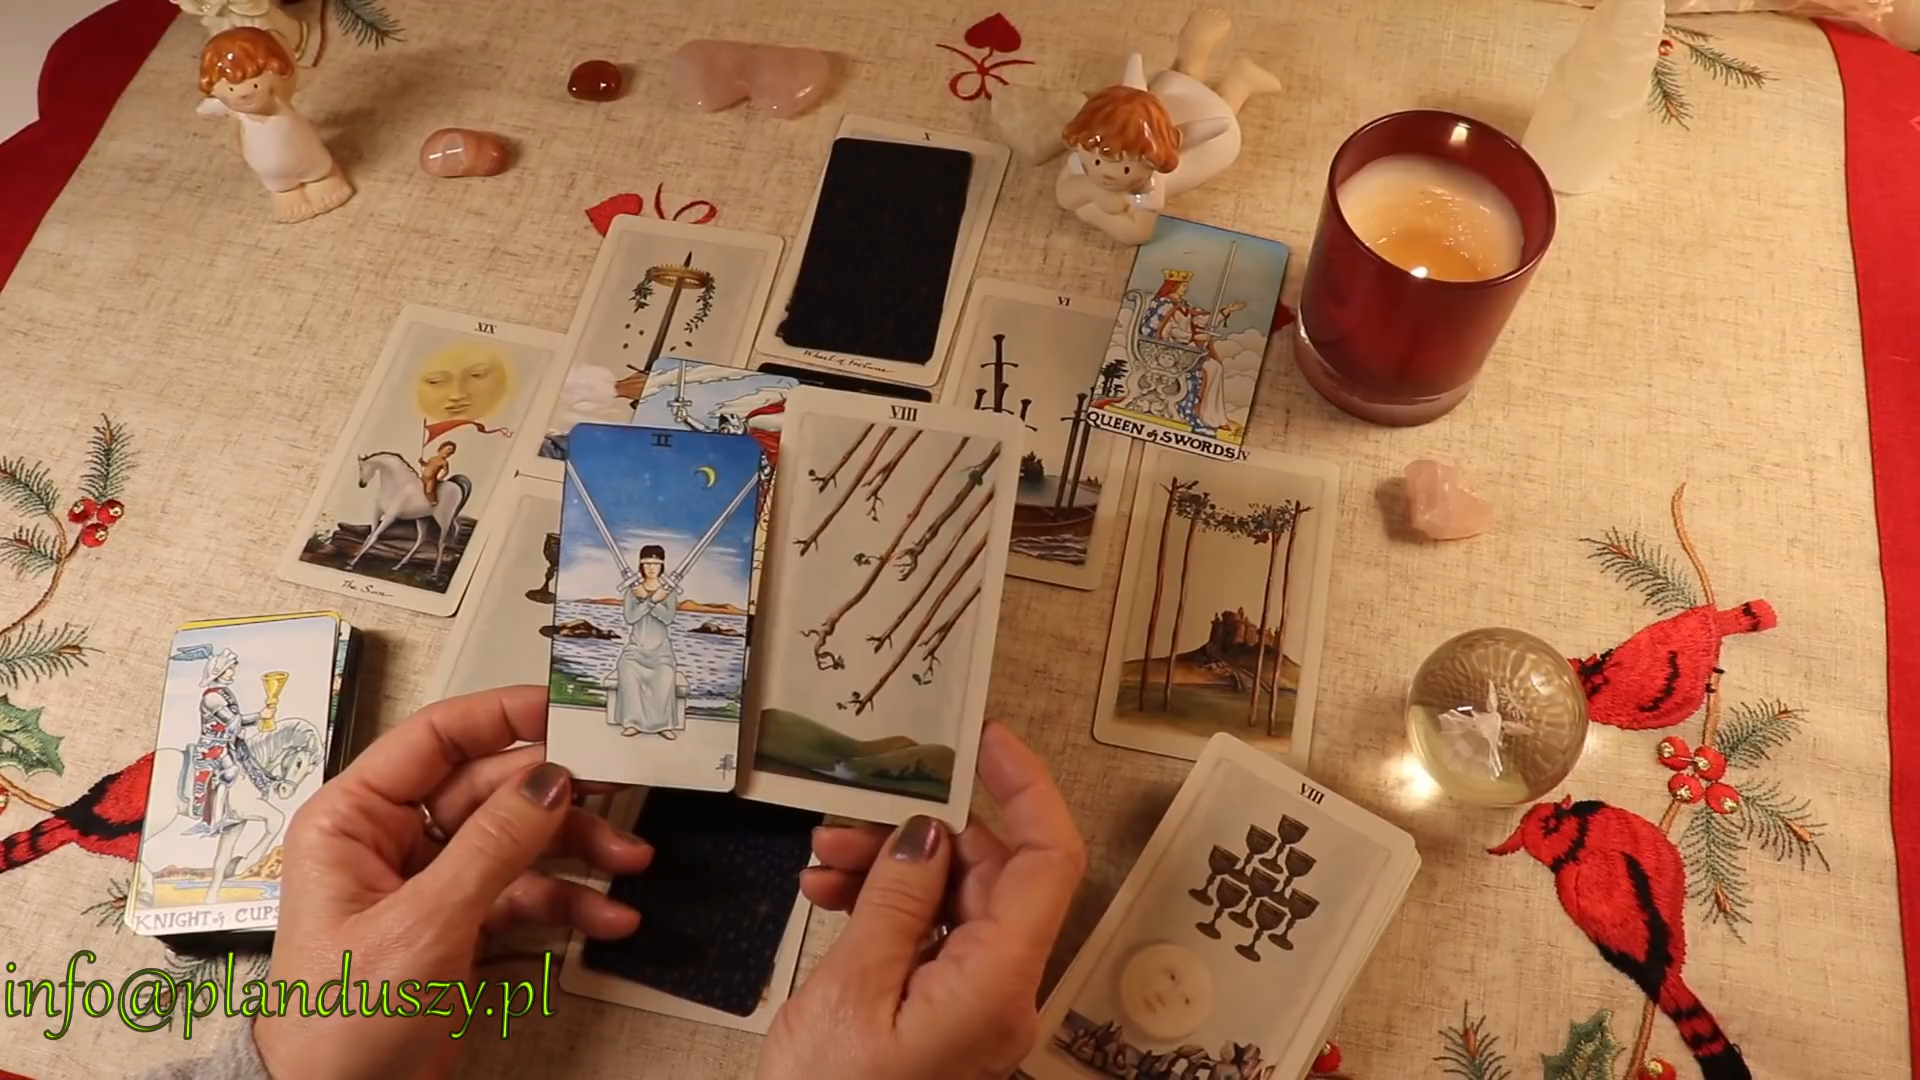 X
Wheel of Fortune
VI
XIX
The Sun
QUEEN of SWORDS
IV
VIII
II
VIII
KNIGHT of CUPS
info@planduszy.pl